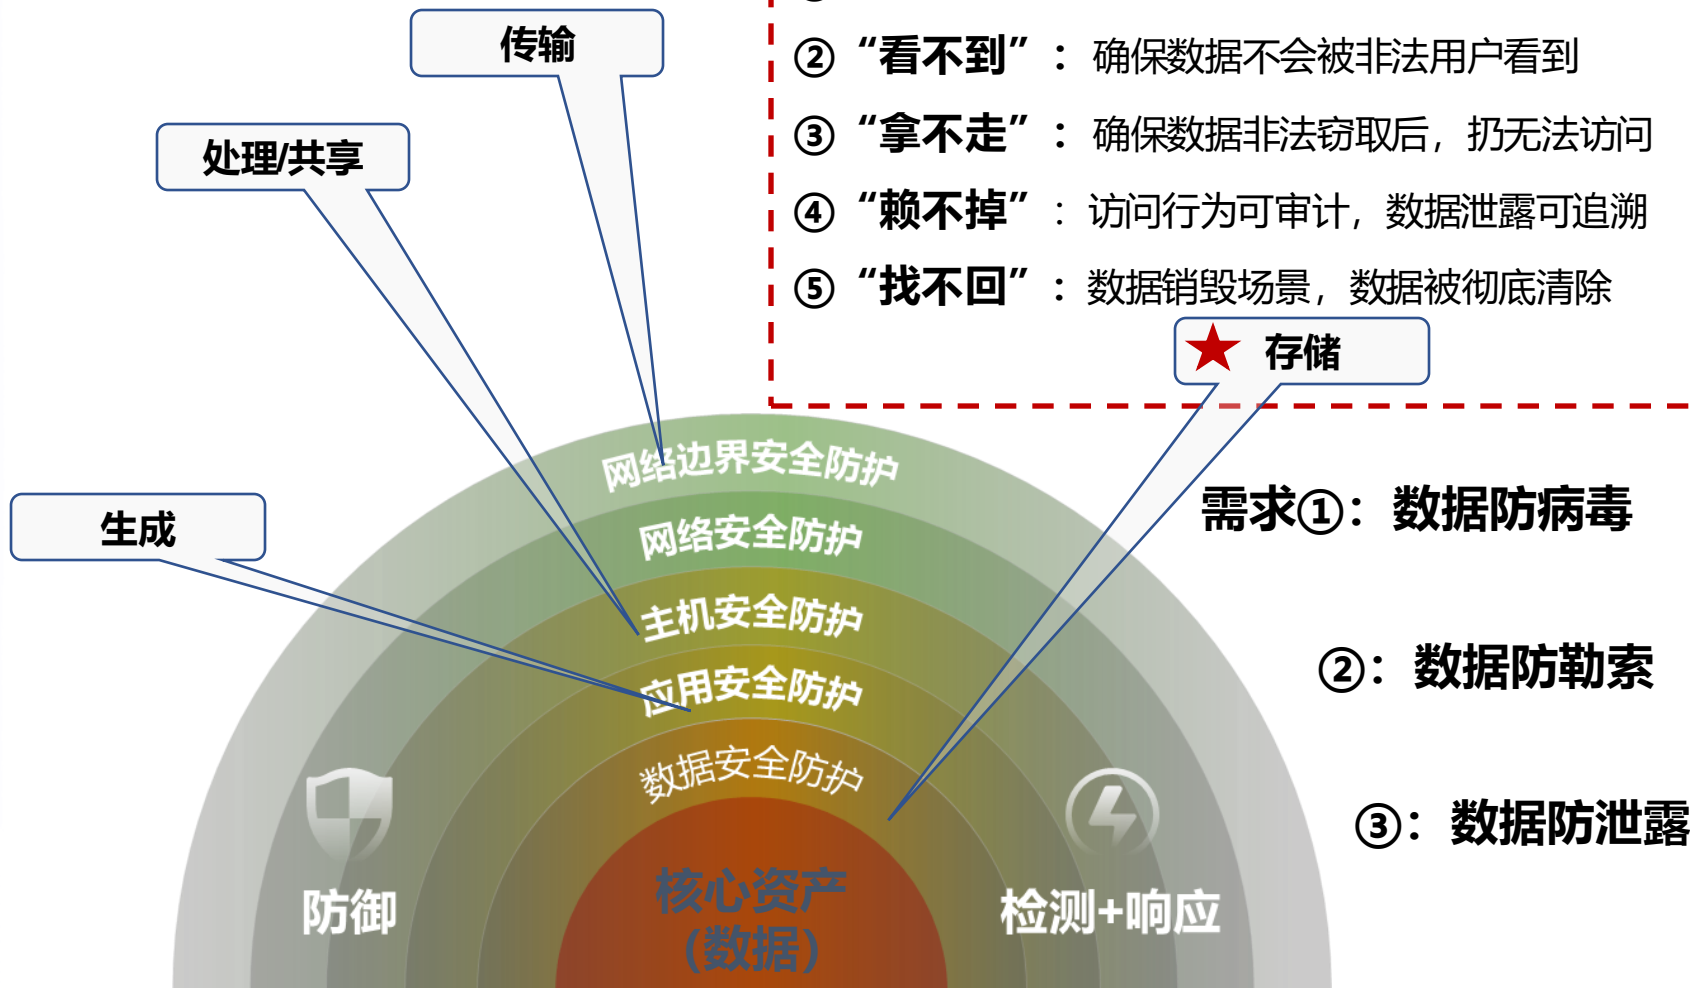 传输
②“看不到”：确保数据不会被非法用户看到
③“拿不走”：确保数据非法窃取后，扔无法访问
处理/共享
④“赖不掉”：访问行为可审计，数据泄露可追溯
⑤“找不回”：数据销毁场景，数据被彻底清除
存储
网络边界安全防护
需求①：数据防病毒
生成
网络安全防护
主机安全防护
②：数据防勒索
应用安全防护
数据安全防护
③：数据防泄露
防御
核心资产
(数据)
检测+响应